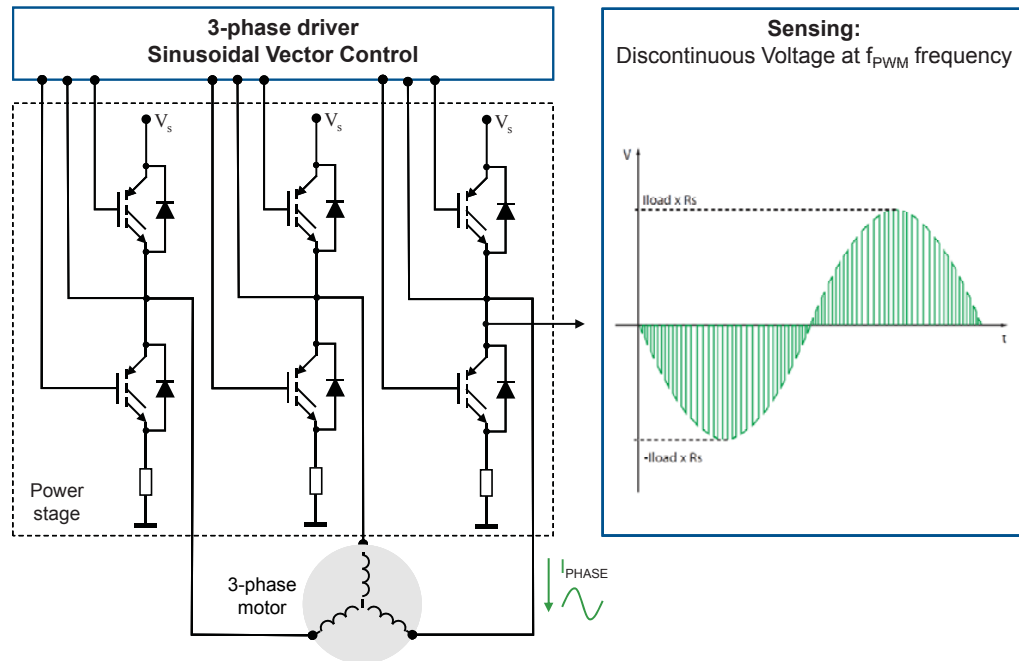 3-phase driver
Sinusoidal Vector Control
Vs
Vs
Vs
Power
stage
3-phase
motor
IPHASE
Sensing:
Discontinuous Voltage at fPWM frequency
V
Iload x Rs
t
-Iload x Rs